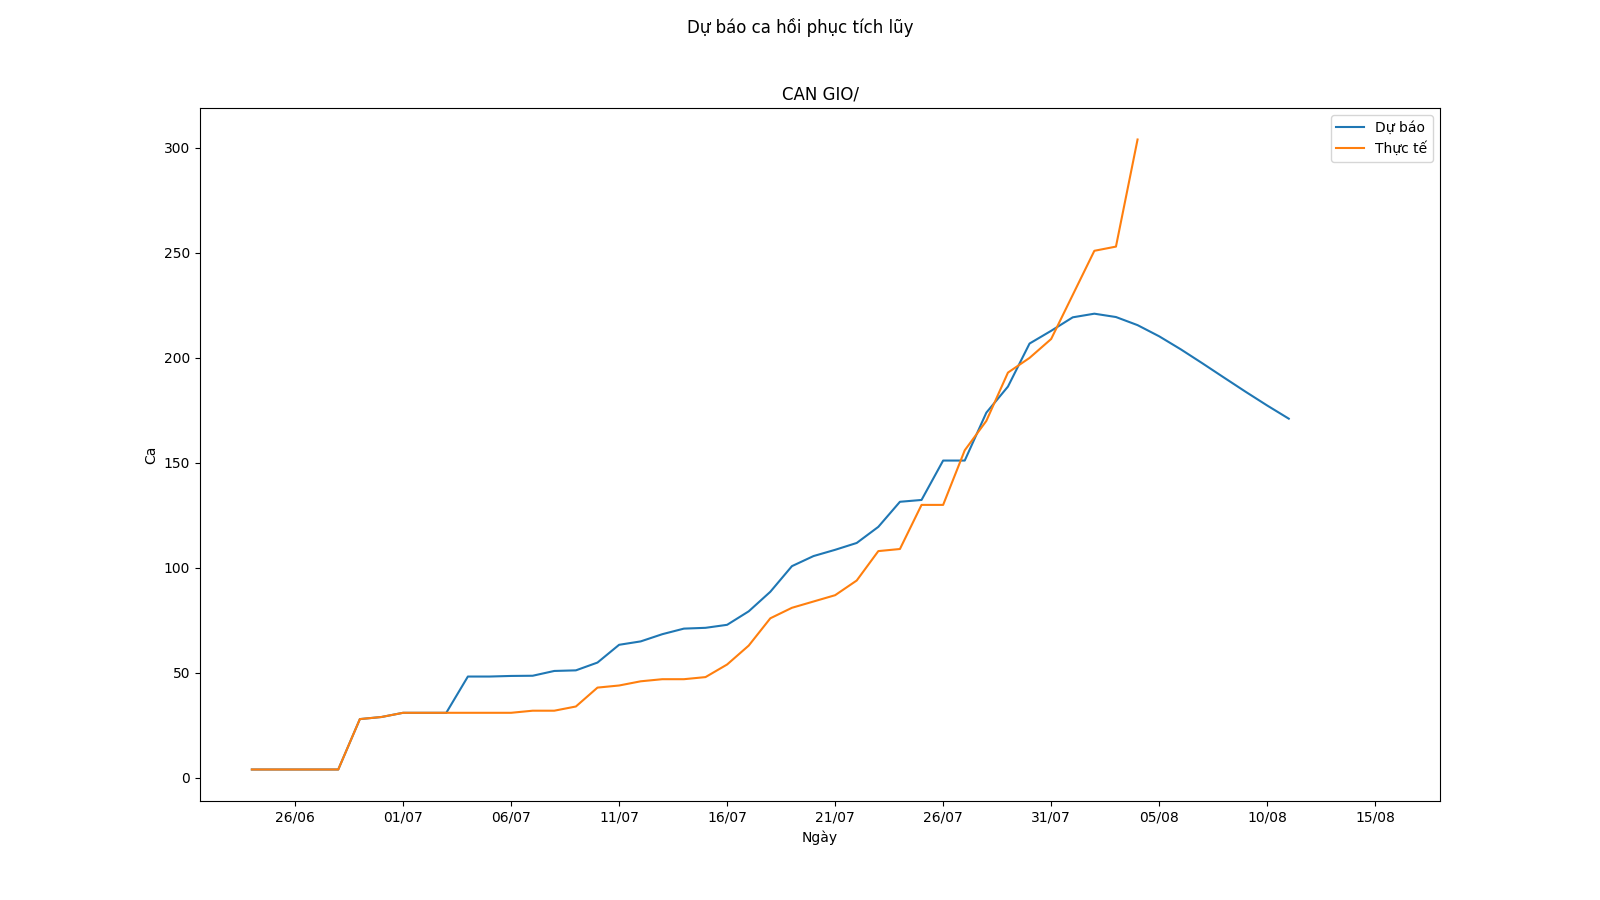 Dự báo ca hồi phục tích lũy
CAN GIO/
Dự báo
Thực tế
300
250
200
150
100
50
0
Ca
26/06 01/07 06/07 11/07 16/07 21/07 26/07 31/07 05/08 10/08 15/08
Ngày